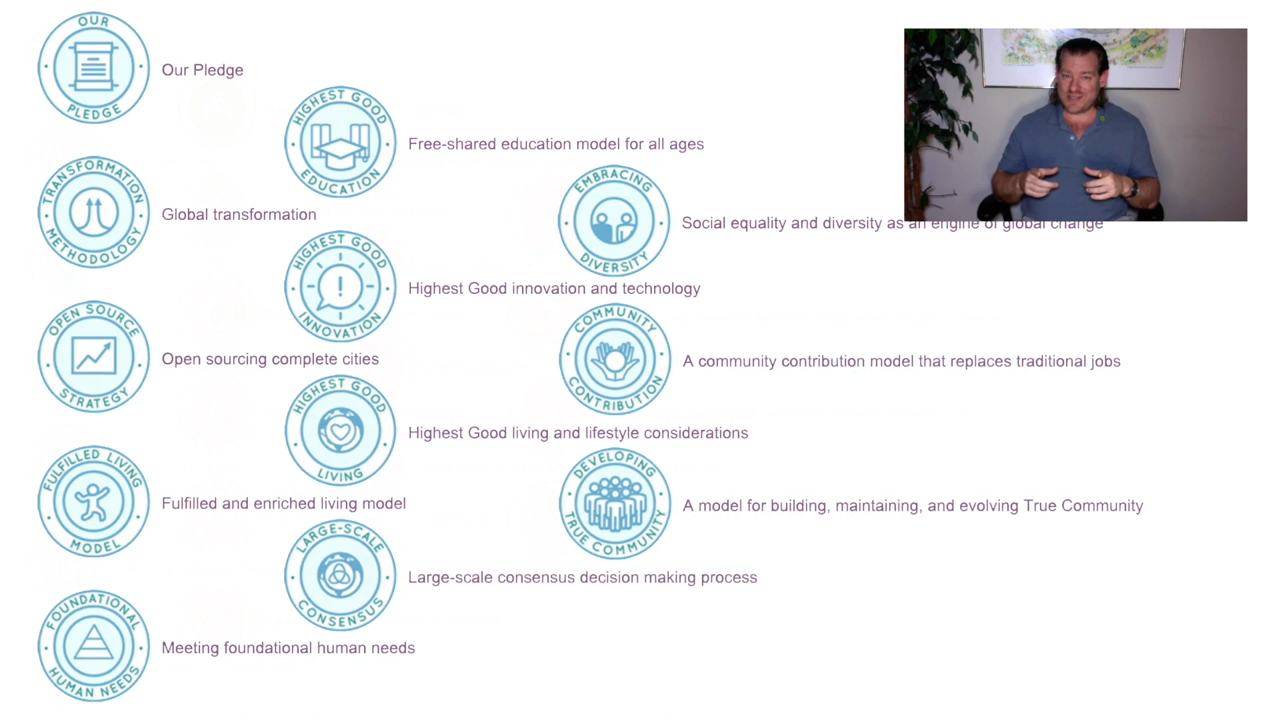 OUR
PLEDGE
Our Pledge
HIGHEST GOOD
EDUCATION
Free-shared education model for all ages
TRANSFORMATION
METHODOLOGY
Global transformation
EMBRACING
DIVERSITY
Social equality and diversity as an engine of global change
HIGHEST GOOD
INNOVATION
Highest Good innovation and technology
OPEN SOURCE
STRATEGY
Open sourcing complete cities
COMMUNITY
CONTRIBUTION
A community contribution model that replaces traditional jobs
HIGHEST GOOD
LIVING
Highest Good living and lifestyle considerations
FULFILLED LIVING
MODEL
Fulfilled and enriched living model
DEVELOPING
TRUE COMMUNITY
A model for building, maintaining, and evolving True Community
LARGE-SCALE
CONSENSUS
Large-scale consensus decision making process
FOUNDATIONAL
HUMAN NEEDS
Meeting foundational human needs